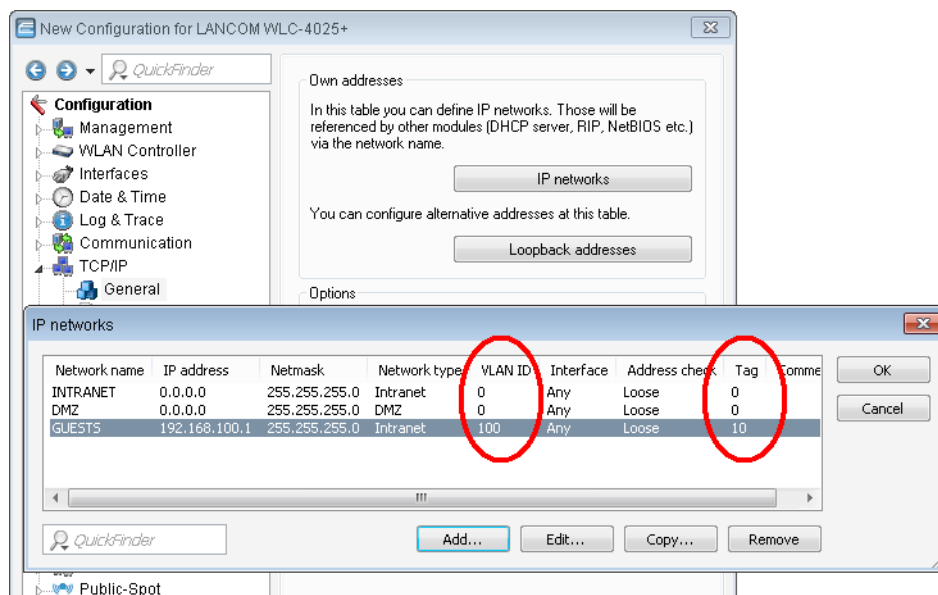 New Configuration for LANCOM WLC-4025+
QuickFinder
Configuration
Management
WLAN Controller
Interfaces
Date & Time
Log & Trace
Communication
TCP/IP
General
Own addresses
In this table you can define IP networks. Those will be
referenced by other modules (DHCP server, RIP, NetBIOS etc.)
via the network name.
IP networks
You can configure alternative addresses at this table.
Loopback addresses
Options
IP networks
Network name IP address Netmask Network type VLAN ID Interface Address check Tag Comme
INTRANET 0.0.0.0 255.255.255.0 Intranet 0 Any Loose 0
DMZ 0.0.0.0 255.255.255.0 DMZ 0 Any Loose 0
GUESTS 192.168.100.1 255.255.255.0 Intranet 100 Any Loose 10
OK
Cancel
QuickFinder
Add... Edit... Copy... Remove
Public-Spot